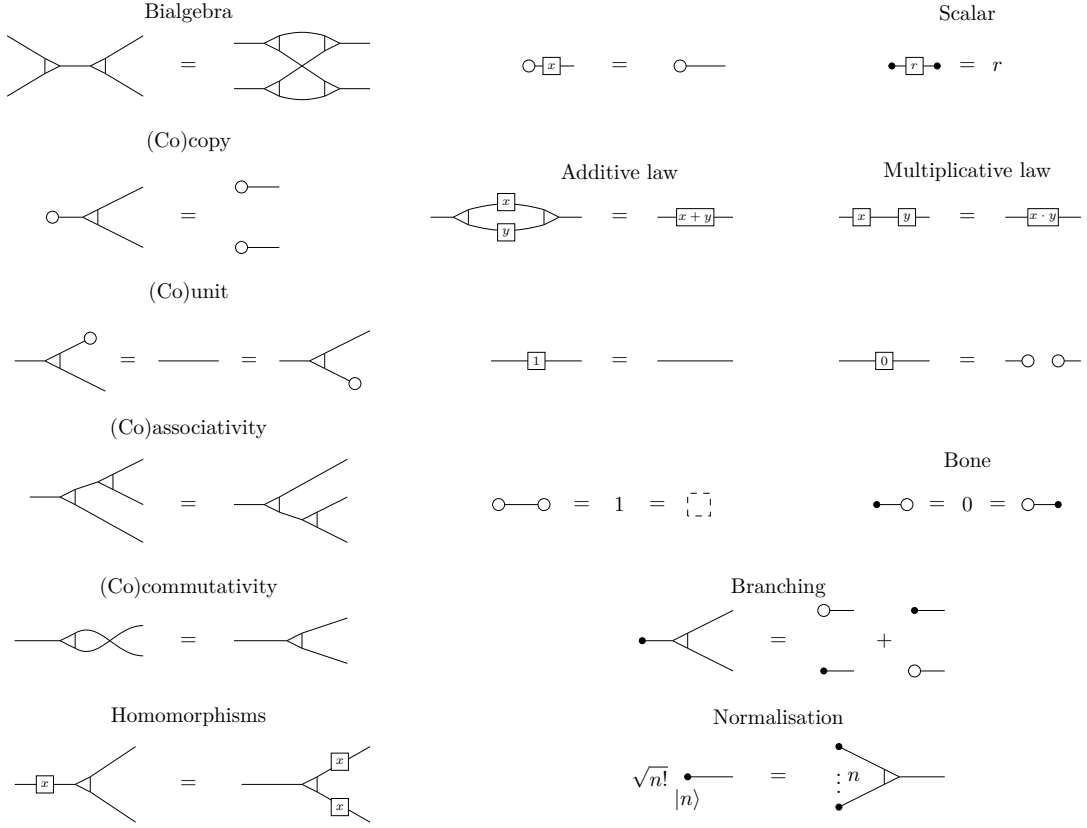 Bialgebra
=
x
=
Scalar
r
= r
(Co)copy
=
Additive law
x
y
=
x + y
Multiplicative law
x
y
=
x · y
(Co)unit
=
=
1
=
0
=
(Co)associativity
=
= 1 =
Bone
= 0 =
(Co)commutativity
=
Branching
=
+
Homomorphisms
x
=
x
x
Normalisation
√n!
|n⟩
=
⋮ n